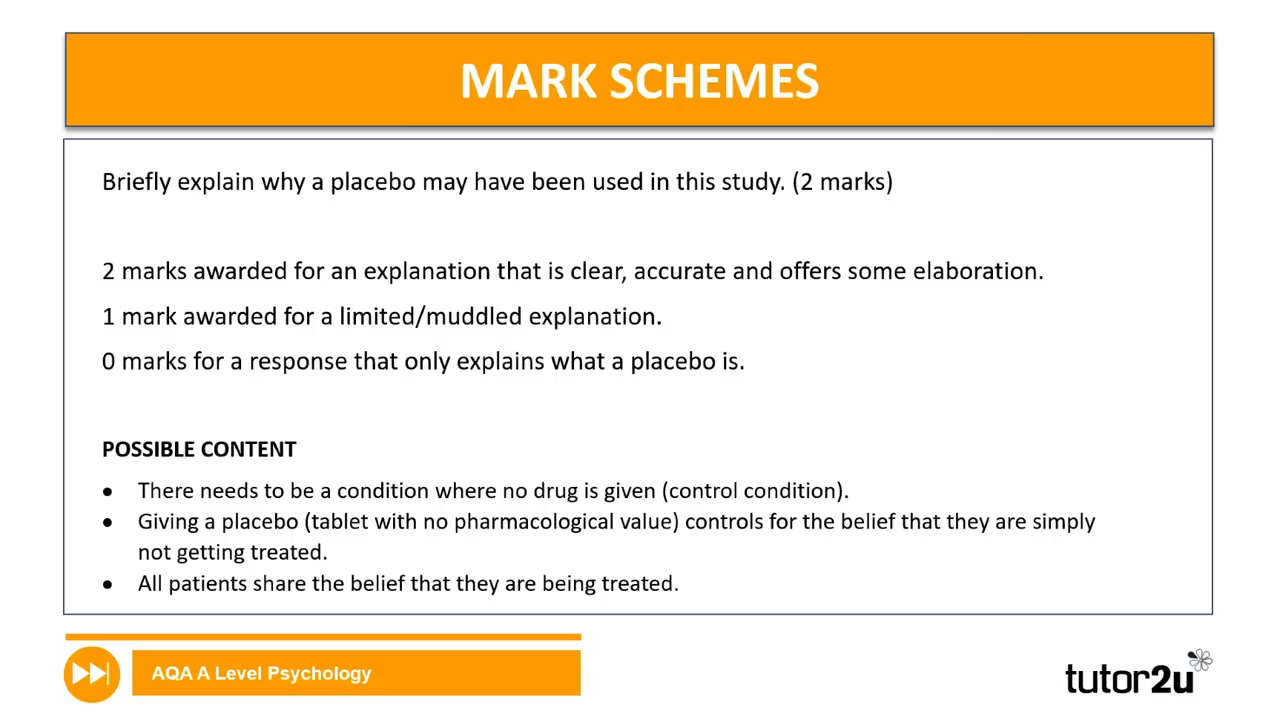 MARK SCHEMES
Briefly explain why a placebo may have been used in this study. (2 marks)
2 marks awarded for an explanation that is clear, accurate and offers some elaboration.
1 mark awarded for a limited/muddled explanation.
0 marks for a response that only explains what a placebo is.
POSSIBLE CONTENT
• There needs to be a condition where no drug is given (control condition).
• Giving a placebo (tablet with no pharmacological value) controls for the belief that they are simply
not getting treated.
• All patients share the belief that they are being treated.
AQA A Level Psychology
tutor2u